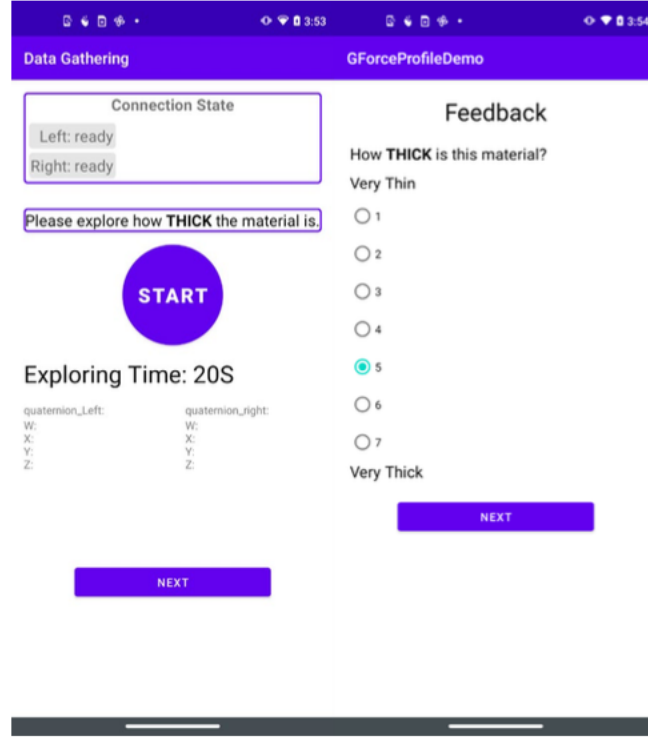 3:53
Data Gathering
Connection State
Left: ready
Right: ready
Please explore how THICK the material is.
START
Exploring Time: 20S
quaternion_Left:
W:
X:
Y:
Z:
quaternion_right:
W:
X:
Y:
Z:
NEXT
3:54
GForceProfileDemo
Feedback
How THICK is this material?
Very Thin
1
2
3
4
5
6
7
Very Thick
NEXT